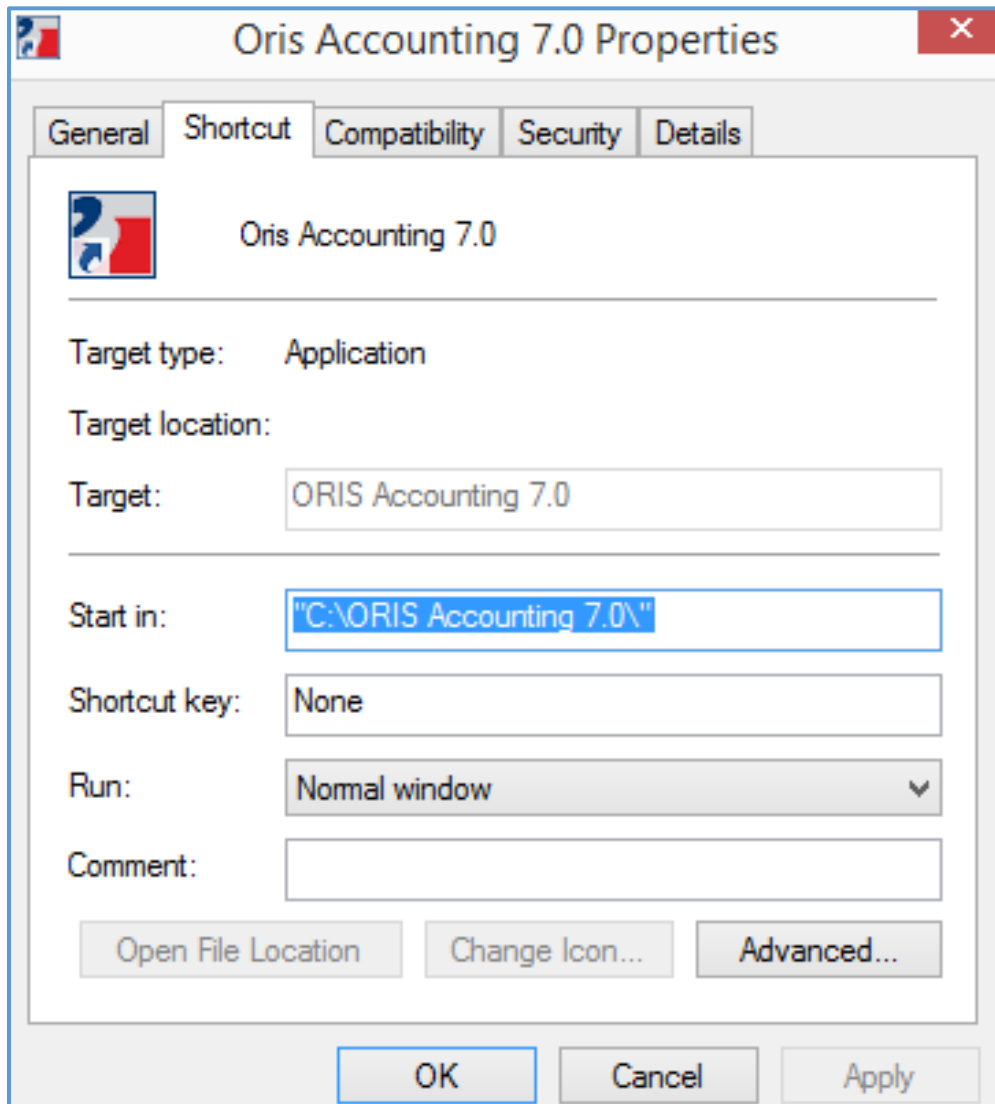 Oris Accounting 7.0 Properties
General Shortcut Compatibility Security Details
Oris Accounting 7.0
Target type: Application
Target location:
Target: ORIS Accounting 7.0
Start in: "C:\ORIS Accounting 7.0\"
Shortcut key: None
Run: Normal window
Comment:
Open File Location Change Icon... Advanced...
OK Cancel Apply